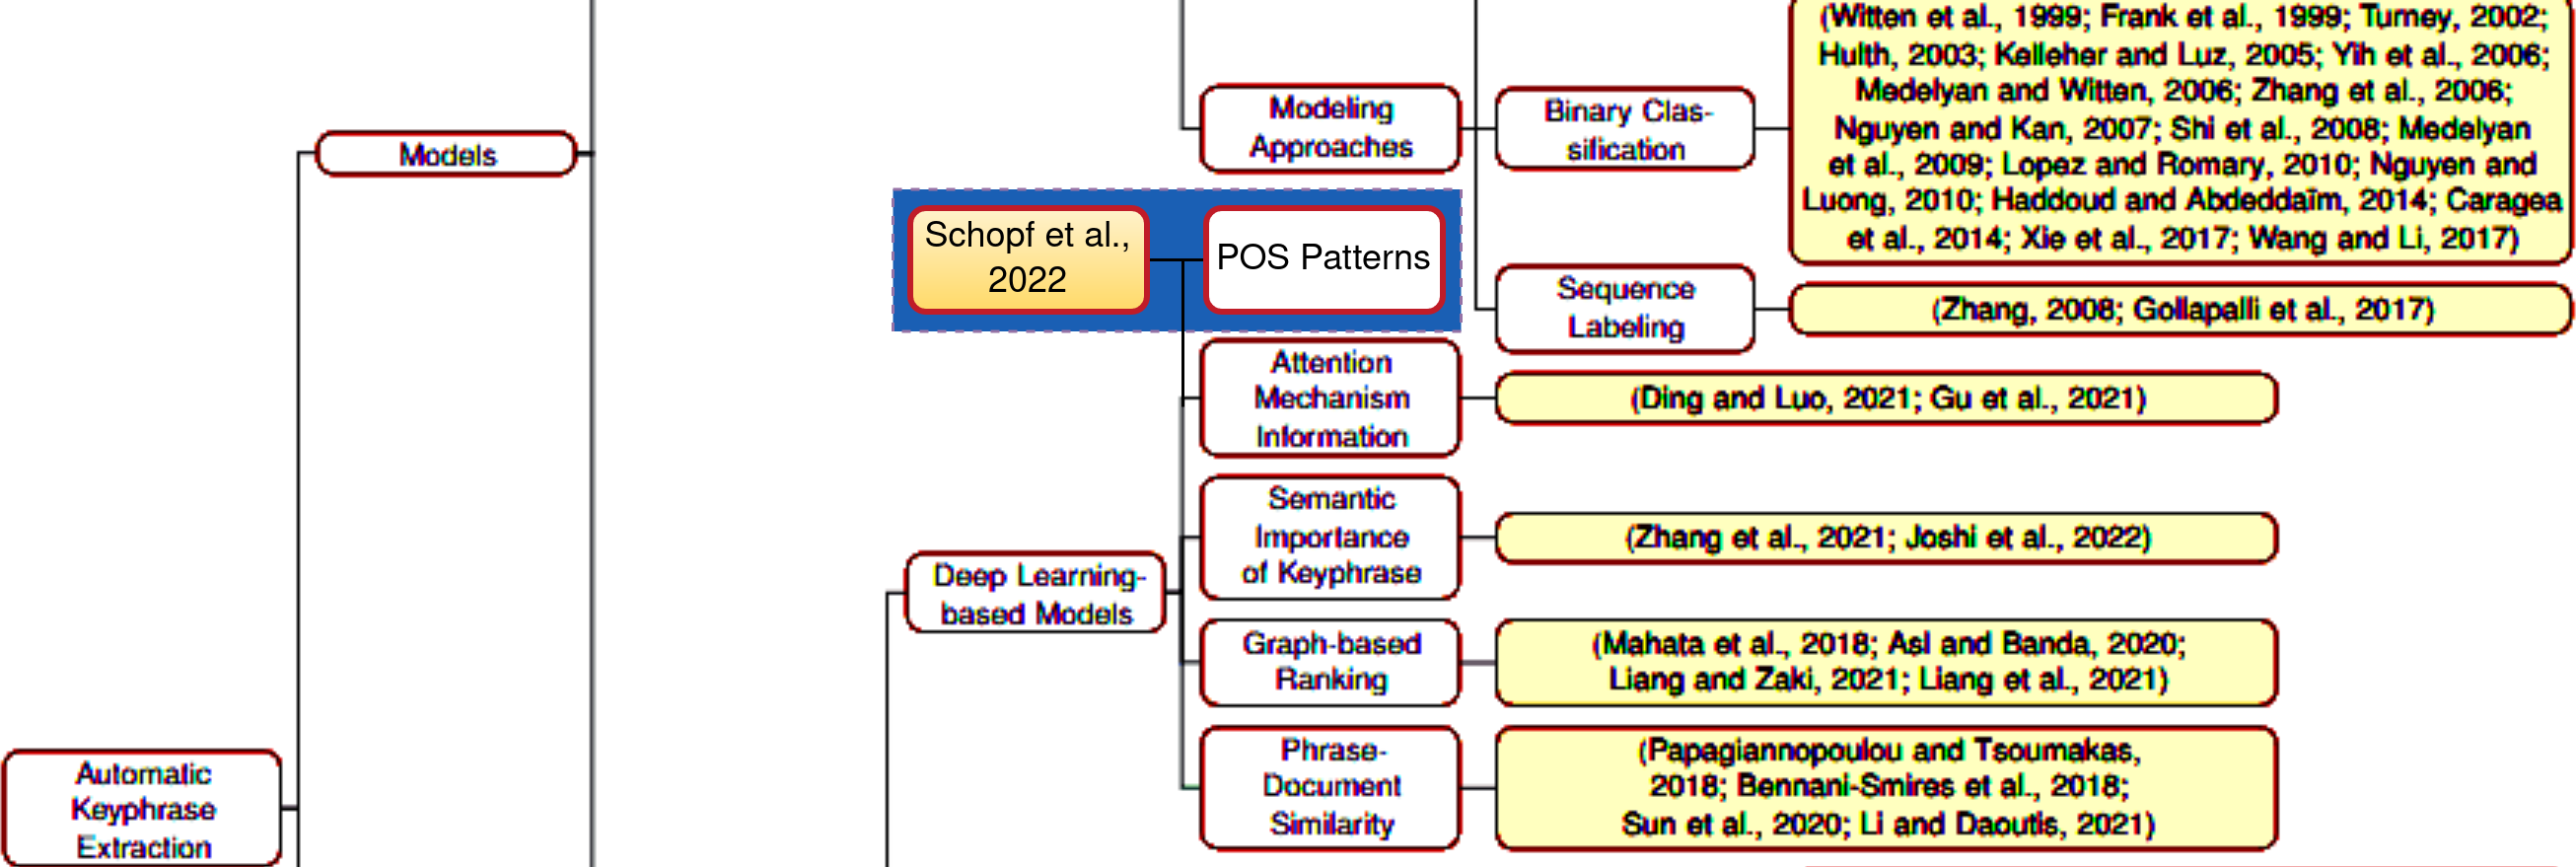 Models
Automatic
Keyphrase
Extraction
Schopf et al.,
2022
POS Patterns
Deep Learning-
based Models
Modeling
Approaches
Binary Clas-
sification
(Witten et al., 1999; Frank et al., 1999; Turney, 2002;
Hulth, 2003; Kelleher and Luz, 2005; Yih et al., 2006;
Medelyan and Witten, 2006; Zhang et al., 2006;
Nguyen and Kan, 2007; Shi et al., 2008; Medelyan
et al., 2009; Lopez and Romary, 2010; Nguyen and
Luong, 2010; Haddoud and Abdeddaïm, 2014; Caragea
et al., 2014; Xie et al., 2017; Wang and Li, 2017)
Sequence
Labeling
(Zhang, 2008; Gollapalli et al., 2017)
Attention
Mechanism
Information
(Ding and Luo, 2021; Gu et al., 2021)
Semantic
Importance
of Keyphrase
(Zhang et al., 2021; Joshi et al., 2022)
Graph-based
Ranking
(Mahata et al., 2018; Asl and Banda, 2020;
Liang and Zaki, 2021; Liang et al., 2021)
Phrase-
Document
Similarity
(Papagiannopoulou and Tsoumakas,
2018; Bennani-Smires et al., 2018;
Sun et al., 2020; Li and Daoutis, 2021)